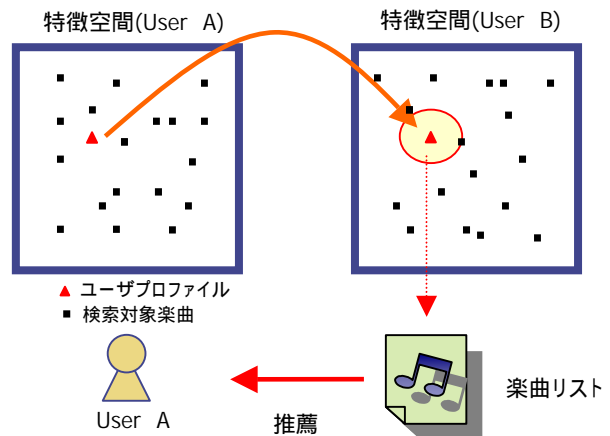 特徴空間(User A)
特徴空間(User B)
ユーザプロファイル
検索対象楽曲
User A
推薦
楽曲リスト